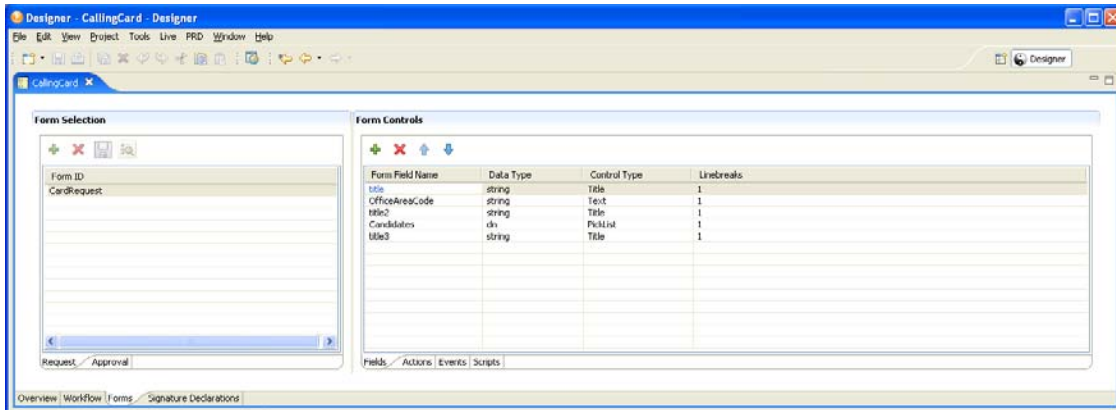 Designer - CallingCard - Designer
File Edit View Project Tools Live PRD Window Help
Designer
CallingCard
Form Selection
Form ID
CardRequest
Request Approval
Form Controls
Form Field Name Data Type Control Type Linebreaks
title string Title 1
OfficeAreaCode string Text 1
title2 string Title 1
Candidates dn PickList 1
title3 string Title 1
Fields Actions Events Scripts
Overview Workflow Forms Signature Declarations